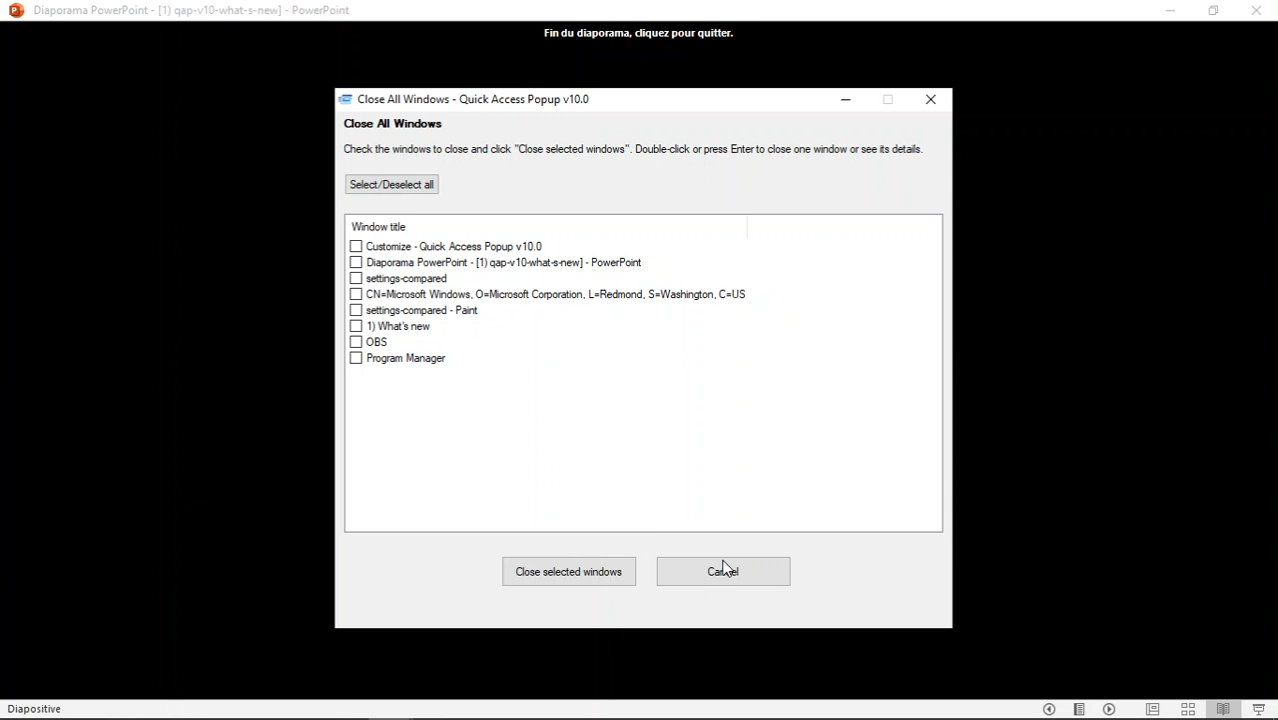 Diaporama PowerPoint - [1) qap-v10-what-s-new] - PowerPoint
Fin du diaporama, cliquez pour quitter.
Close All Windows - Quick Access Popup v10.0
Close All Windows
Check the windows to close and click "Close selected windows". Double-click or press Enter to close one window or see its details.
Select/Deselect all
Window title
Customize - Quick Access Popup v10.0
Diaporama PowerPoint - [1) qap-v10-what-s-new] - PowerPoint
settings-compared
CN=Microsoft Windows, O=Microsoft Corporation, L=Redmond, S=Washington, C=US
settings-compared - Paint
1) What's new
OBS
Program Manager
Close selected windows
Cancel
Diapositive